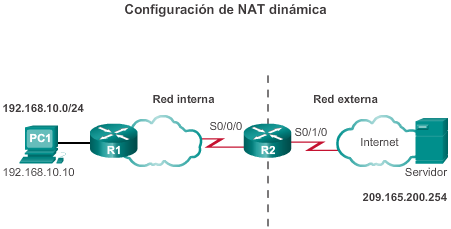 Configuración de NAT dinámica
192.168.10.0/24
Red interna
Red externa
PC1
R1
S0/0/0
R2
S0/1/0
Internet
192.168.10.10
Servidor
209.165.200.254